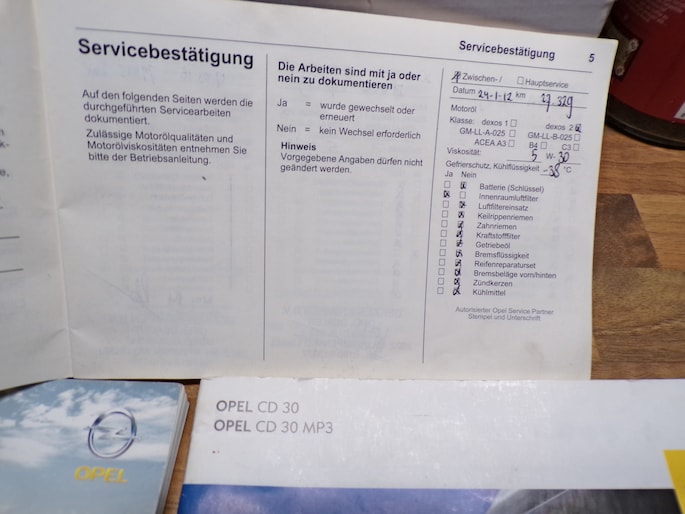 Servicebestätigung
Auf den folgenden Seiten werden die
durchgeführten Servicearbeiten
dokumentiert.
Zulässige Motorölqualitäten und
Motorölviskositäten entnehmen Sie
bitte der Betriebsanleitung.
Die Arbeiten sind mit ja oder
nein zu dokumentieren
Ja = wurde gewechselt oder
erneuert
Nein = kein Wechsel erforderlich
Hinweis
Vorgegebene Angaben dürfen nicht
geändert werden.
Servicebestätigung 5
Zwischen-/ Hauptservice
Datum 24-1-12 km 27.529
Motoröl
Klasse: dexos 1 dexos 2
GM-LL-A-025 GM-LL-B-025
ACEA A3 B4 C3
Viskosität: 5 W-30
Gefrierschutz, Kühlflüssigkeit -38 °C
Ja Nein
Batterie (Schlüssel)
Innenraumluftfilter
Luftfiltereinsatz
Keilrippenriemen
Zahnriemen
Kraftstofffilter
Getriebeöl
Bremsflüssigkeit
Reifenreparaturset
Bremsbeläge vorn/hinten
Zündkerzen
Kühlmittel
Autorisierter Opel Service Partner
Stempel und Unterschrift
OPEL
OPEL CD 30
OPEL CD 30 MP3